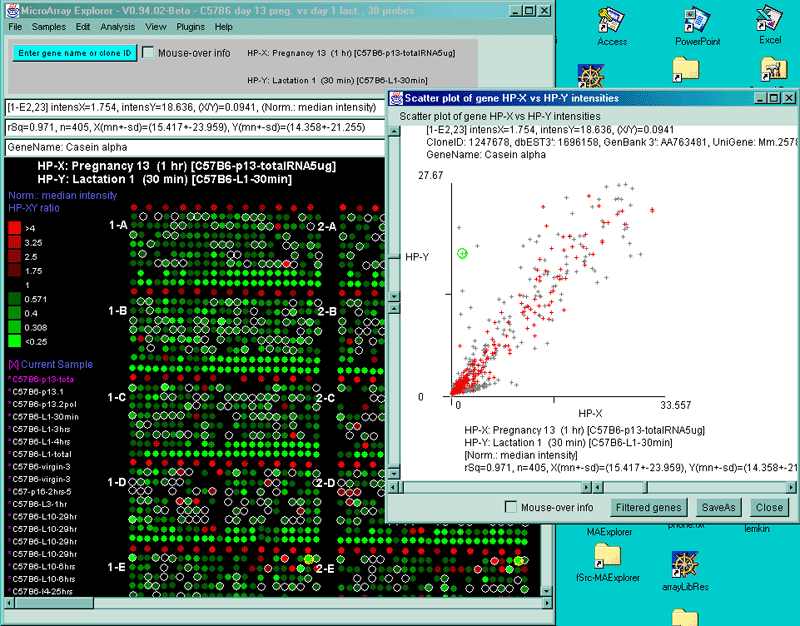 MicroArray Explorer - V0.94.02-Beta - C57B6 day 13 preg. vs day 1 lact., 38 probes
File Samples Edit Analysis View Plugins Help
Enter gene name or clone ID
Mouse-over info
HP-X: Pregnancy 13 (1 hr) [C57B6-p13-totalRNA5ug]
HP-Y: Lactation 1 (30 min) [C57B6-L1-30min]
[1-E2,23] intensX=1.754, intensY=18.636, (X/Y)=0.0941, (Norm.: median intensity)
rSq=0.971, n=405, X(mn+-sd)=(15.417+-23.959), Y(mn+-sd)=(14.358+-21.255)
GeneName: Casein alpha
HP-X: Pregnancy 13 (1 hr) [C57B6-p13-totalRNA5ug]
HP-Y: Lactation 1 (30 min) [C57B6-L1-30min]
Norm.: median intensity
HP-XY ratio
>4
3.25
2.5
1.75
1
0.571
0.4
0.308
<0.25
1-A
2-A
1-B
2-B
1-C
2-C
1-D
2-D
1-E
2-E
[X] Current Sample
*C57B6-p13-tota
*C57B6-p13.1
*C57B6-p13.2pol
*C57B6-L1-30min
*C57B6-L1-3hrs
*C57B6-L1-4hrs
*C57B6-L1-total
*C57B6-virgin-3
*C57B6-virgin-3
*C57-p16-2hrs-5
*C57B6-L3-1hr
*C57B6-L10-29hr
*C57B6-L10-29hr
*C57B6-L10-29hr
*C57B6-L10-6hrs
*C57B6-L10-6hrs
*C57B6-l4-25hrs
Scatter plot of gene HP-X vs HP-Y intensities
Scatter plot of gene HP-X vs HP-Y intensities
[1-E2,23] intensX=1.754, intensY=18.636, (X/Y)=0.0941
CloneID: 1247678, dbEST3': 1696158, GenBank 3': AA763481, UniGene: Mm.2578
GeneName: Casein alpha
27.67
HP-Y
0
0
33.557
HP-X
HP-X: Pregnancy 13 (1 hr) [C57B6-p13-totalRNA5ug]
HP-Y: Lactation 1 (30 min) [C57B6-L1-30min]
[Norm.: median intensity]
rSq=0.971, n=405, X(mn+-sd)=(15.417+-23.959), Y(mn+-sd)=(14.358+-21
Mouse-over info
Filtered genes
SaveAs
Close
Access
PowerPoint
Excel
MAExplorer
lemkin
fSrc-MAExplorer
arrayLibRes